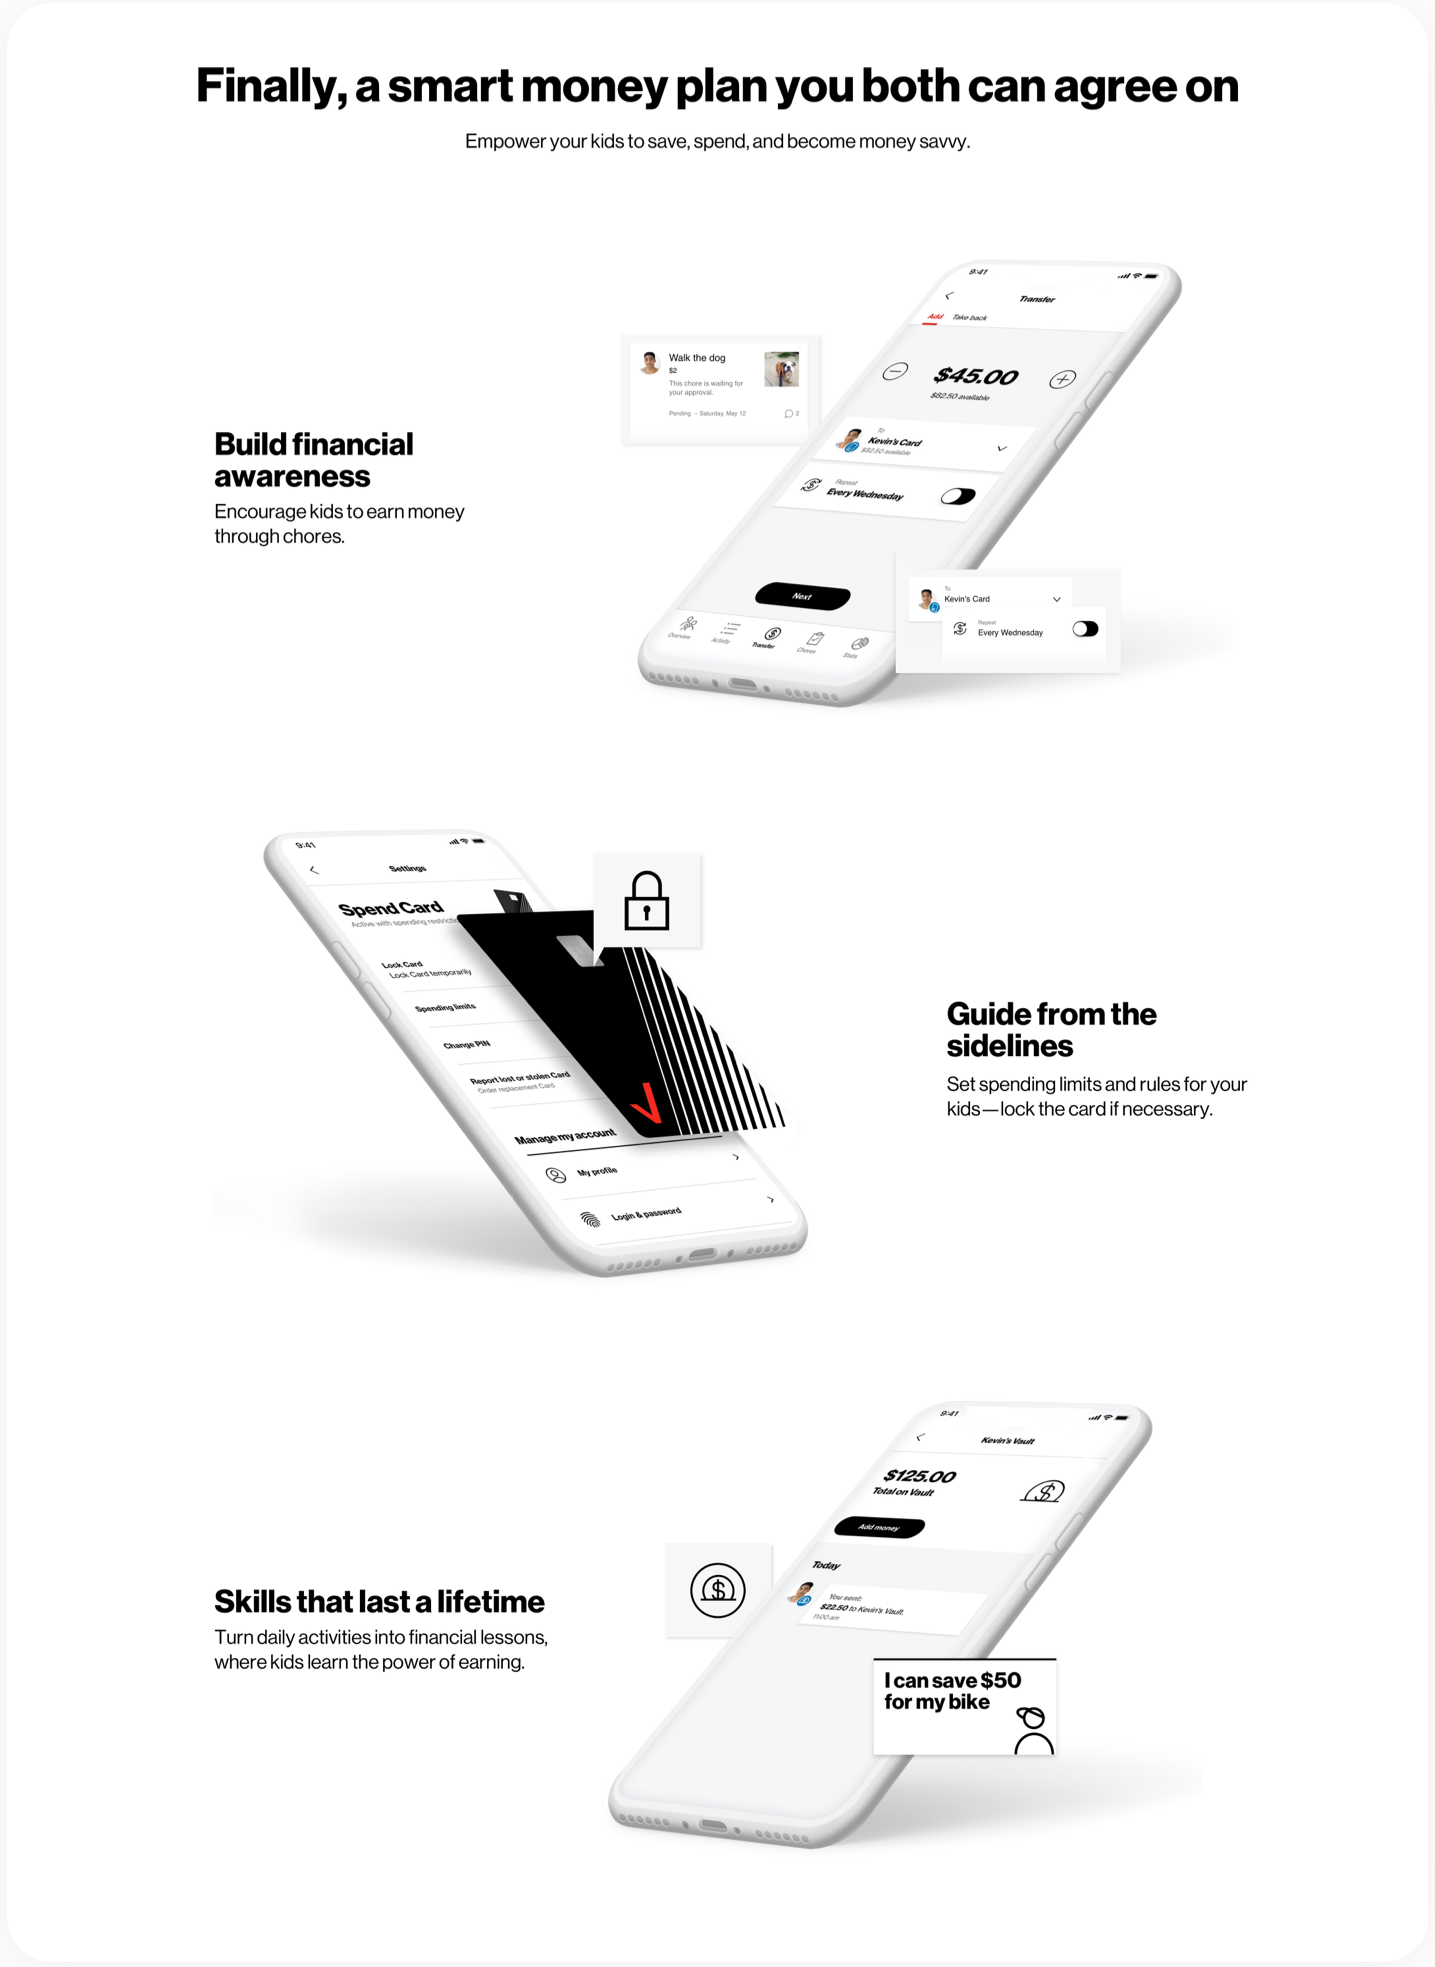 Finally, a smart money plan you both can agree on
Empower your kids to save, spend, and become money savvy.
9:41
Transfer
Add Take back
$45.00
$82.50 available
To
Kevin's Card
$82.50 available
Repeat
Every Wednesday
Next
Overview Activity Transfer Chores Stats
Walk the dog
$2
This chore is waiting for
your approval.
Pending – Saturday, May 12 2
To
Kevin's Card
Repeat
Every Wednesday
Build financial
awareness
Encourage kids to earn money
through chores.
9:41
Settings
Spend Card
Active with spending
Lock Card
Lock Card temporarily
Spending limits
Change PIN
Report lost or stolen Card
Order replacement Card
Manage my account
My profile
Login & password
Guide from the
sidelines
Set spending limits and rules for your
kids—lock the card if necessary.
9:41
Kevin's Vault
$125.00
Total on Vault
Add money
Today
You sent:
$22.50 to Kevin's Vault.
11:00 am
I can save $50
for my bike
Skills that last a lifetime
Turn daily activities into financial lessons,
where kids learn the power of earning.